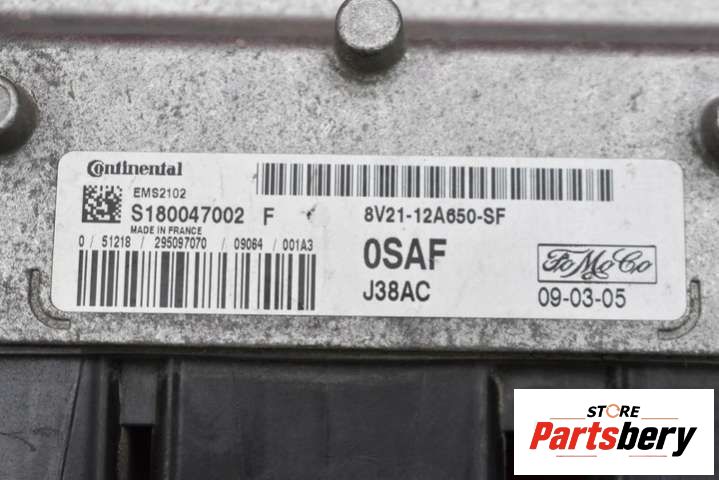 Continental
EMS2102
S180047002 F
MADE IN FRANCE
0 / 51218 / 295097070 / 09064 / 001A3
8V21-12A650-SF
0SAF
J38AC
FoMoCo
09-03-05
STORE
Partsbery